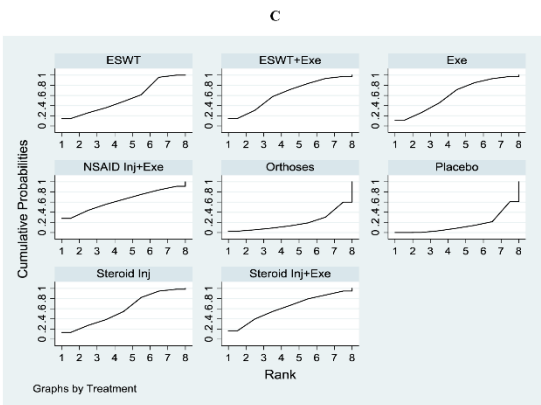 C
ESWT ESWT+Exe Exe
0 .2 .4 .6 .8 1 0 .2 .4 .6 .8 1 0 .2 .4 .6 .8 1
1 2 3 4 5 6 7 8 1 2 3 4 5 6 7 8 1 2 3 4 5 6 7 8
NSAID Inj+Exe Orthoses Placebo
0 .2 .4 .6 .8 1 0 .2 .4 .6 .8 1 0 .2 .4 .6 .8 1
1 2 3 4 5 6 7 8 1 2 3 4 5 6 7 8 1 2 3 4 5 6 7 8
Steroid Inj Steroid Inj+Exe
0 .2 .4 .6 .8 1 0 .2 .4 .6 .8 1
1 2 3 4 5 6 7 8 1 2 3 4 5 6 7 8
Cumulative Probabilities
Rank
Graphs by Treatment